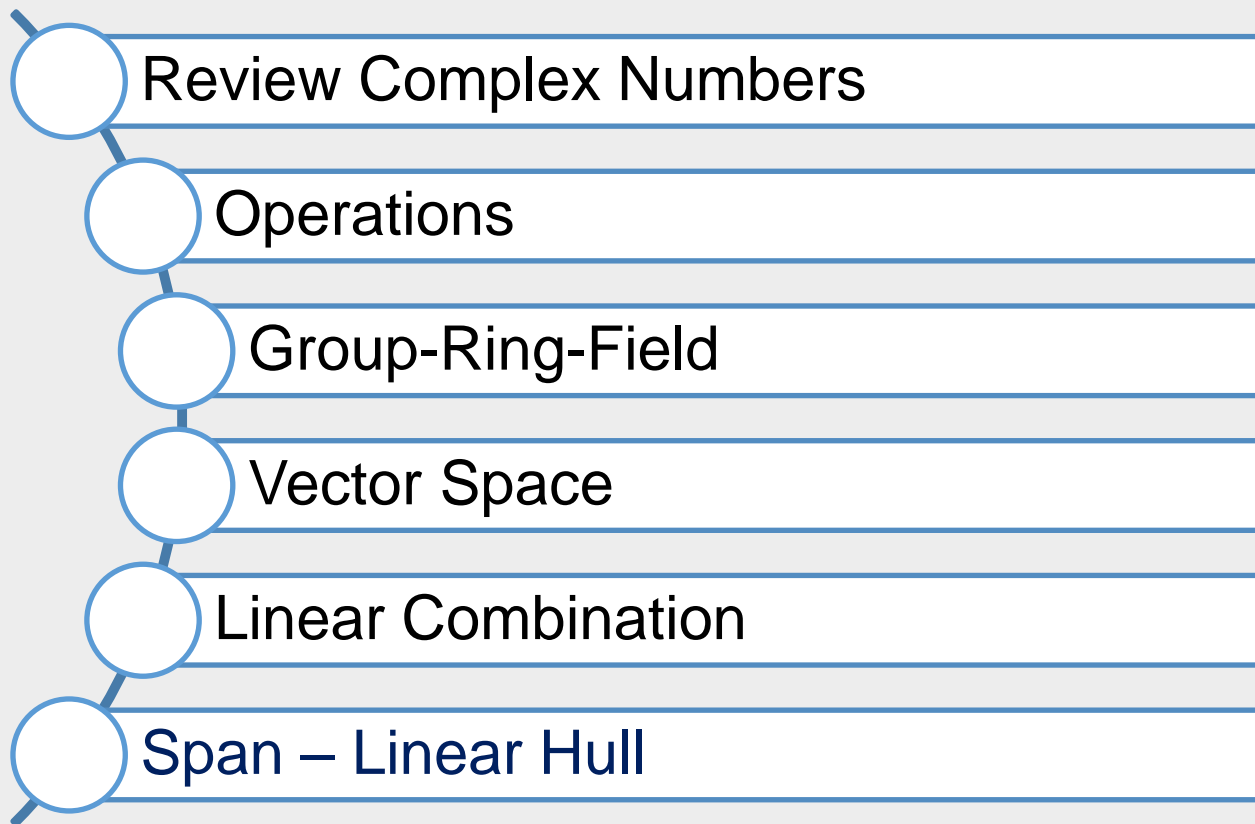 Review Complex Numbers
Operations
Group-Ring-Field
Vector Space
Linear Combination
Span – Linear Hull